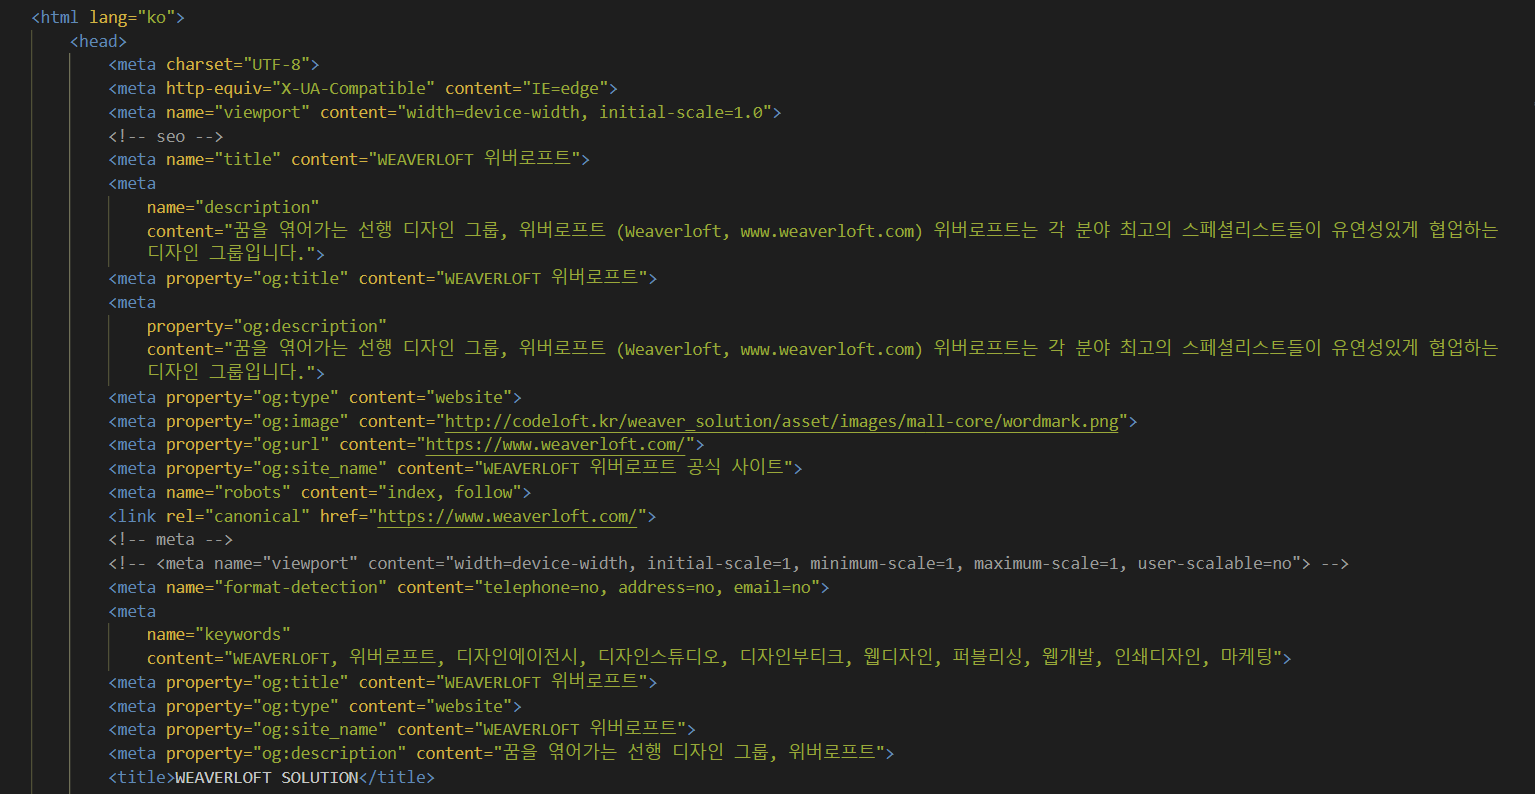 <html lang="ko">
<head>
<meta charset="UTF-8">
<meta http-equiv="X-UA-Compatible" content="IE=edge">
<meta name="viewport" content="width=device-width, initial-scale=1.0">
<!-- seo -->
<meta name="title" content="WEAVERLOFT 위버로프트">
<meta
name="description"
content="꿈을 엮어가는 선행 디자인 그룹, 위버로프트 (Weaverloft, www.weaverloft.com) 위버로프트는 각 분야 최고의 스페셜리스트들이 유연성있게 협업하는
디자인 그룹입니다.">
<meta property="og:title" content="WEAVERLOFT 위버로프트">
<meta
property="og:description"
content="꿈을 엮어가는 선행 디자인 그룹, 위버로프트 (Weaverloft, www.weaverloft.com) 위버로프트는 각 분야 최고의 스페셜리스트들이 유연성있게 협업하는
디자인 그룹입니다.">
<meta property="og:type" content="website">
<meta property="og:image" content="http://codeloft.kr/weaver_solution/asset/images/mall-core/wordmark.png">
<meta property="og:url" content="https://www.weaverloft.com/">
<meta property="og:site_name" content="WEAVERLOFT 위버로프트 공식 사이트">
<meta name="robots" content="index, follow">
<link rel="canonical" href="https://www.weaverloft.com/">
<!-- meta -->
<!-- <meta name="viewport" content="width=device-width, initial-scale=1, minimum-scale=1, maximum-scale=1, user-scalable=no"> -->
<meta name="format-detection" content="telephone=no, address=no, email=no">
<meta
name="keywords"
content="WEAVERLOFT, 위버로프트, 디자인에이전시, 디자인스튜디오, 디자인부티크, 웹디자인, 퍼블리싱, 웹개발, 인쇄디자인, 마케팅">
<meta property="og:title" content="WEAVERLOFT 위버로프트">
<meta property="og:type" content="website">
<meta property="og:site_name" content="WEAVERLOFT 위버로프트">
<meta property="og:description" content="꿈을 엮어가는 선행 디자인 그룹, 위버로프트">
<title>WEAVERLOFT SOLUTION</title>